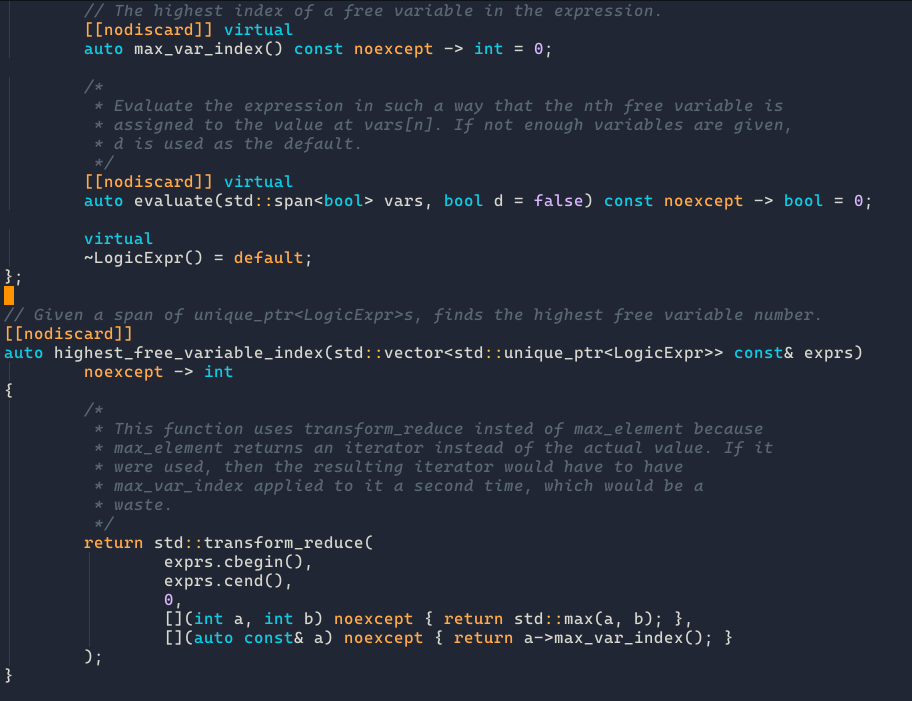 // The highest index of a free variable in the expression.
[[nodiscard]] virtual
auto max_var_index() const noexcept -> int = 0;
/*
* Evaluate the expression in such a way that the nth free variable is
* assigned to the value at vars[n]. If not enough variables are given,
* d is used as the default.
*/
[[nodiscard]] virtual
auto evaluate(std::span<bool> vars, bool d = false) const noexcept -> bool = 0;
virtual
~LogicExpr() = default;
};
// Given a span of unique_ptr<LogicExpr>s, finds the highest free variable number.
[[nodiscard]]
auto highest_free_variable_index(std::vector<std::unique_ptr<LogicExpr>> const& exprs)
noexcept -> int
{
/*
* This function uses transform_reduce insted of max_element because
* max_element returns an iterator instead of the actual value. If it
* were used, then the resulting iterator would have to have
* max_var_index applied to it a second time, which would be a
* waste.
*/
return std::transform_reduce(
exprs.cbegin(),
exprs.cend(),
0,
[](int a, int b) noexcept { return std::max(a, b); },
[](auto const& a) noexcept { return a->max_var_index(); }
);
}